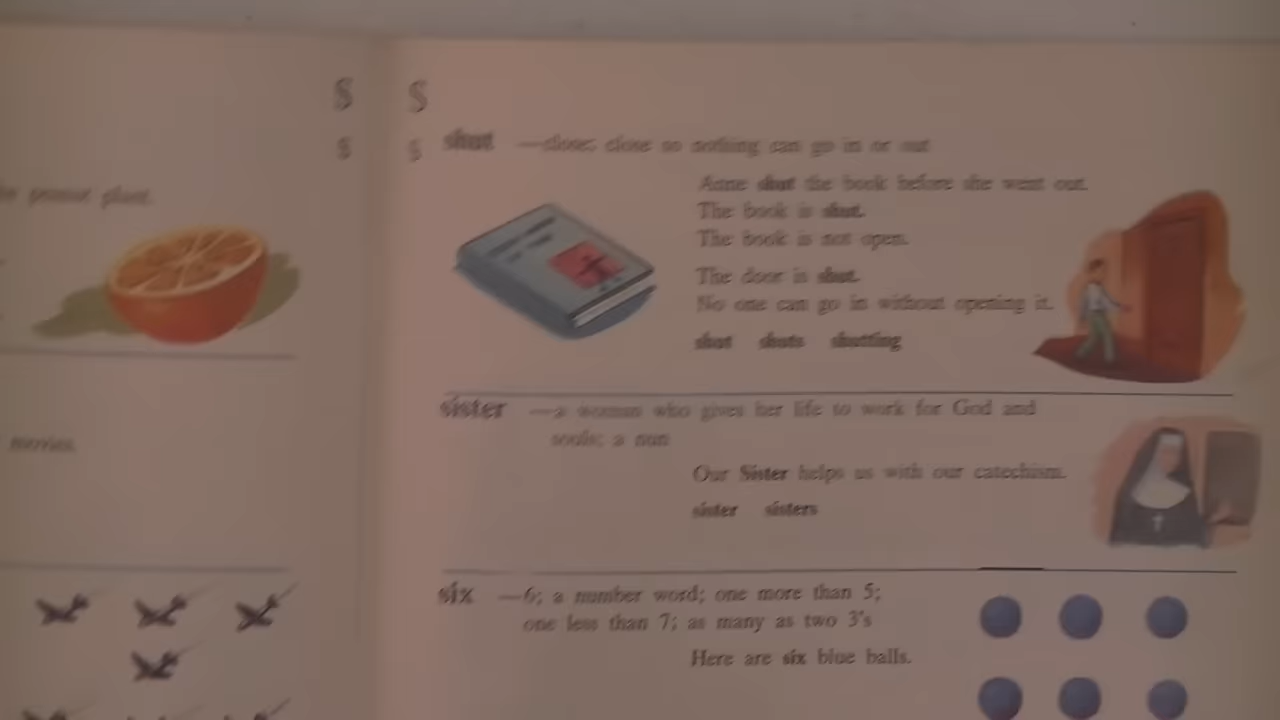 S
S
plant.
movies.
S
S shut —close; close so nothing can go in or out
Anne shut the book before she went out.
The book is shut.
The book is not open.
The door is shut.
No one can go in without opening it.
shut shuts shutting
sister —a woman who gives her life to work for God and
souls; a nun
Our Sister helps us with our catechism.
sister sisters
six —6; a number word; one more than 5;
one less than 7; as many as two 3's
Here are six blue balls.